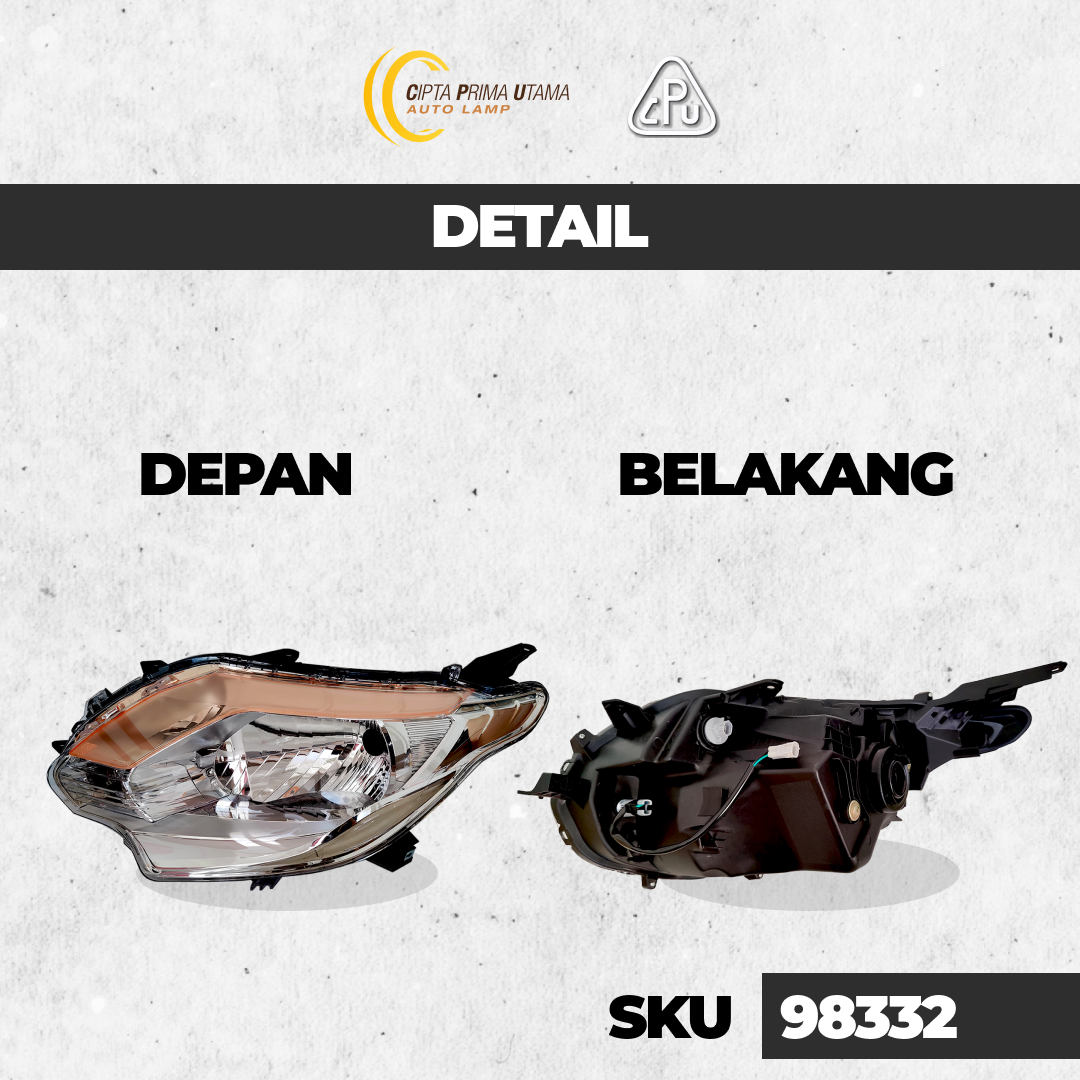 CIPTA PRIMA UTAMA
AUTO LAMP
CPU
DETAIL
DEPAN
BELAKANG
SKU 98332